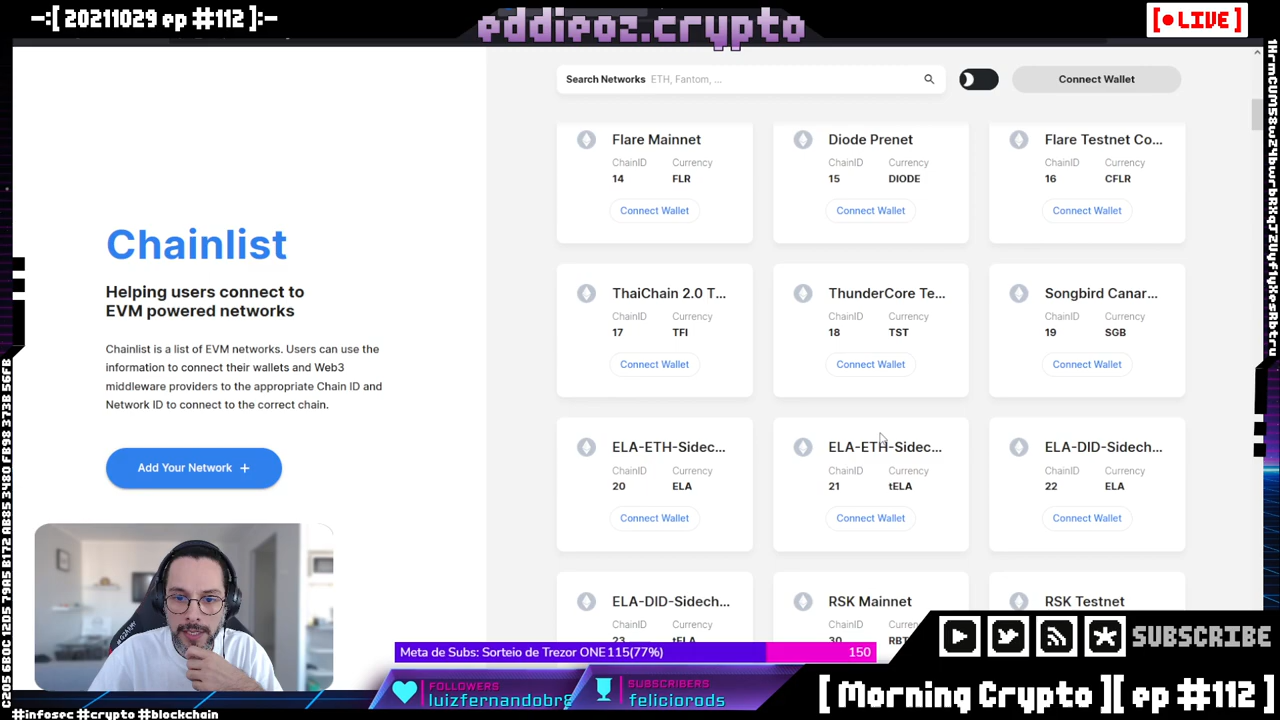 -:[ 20211029 ep #112 ]:-
eddieoz.crypto
[ • LIVE ]
Search Networks ETH, Fantom, ...
Connect Wallet
Flare Mainnet
ChainID Currency
14 FLR
Connect Wallet
Diode Prenet
ChainID Currency
15 DIODE
Connect Wallet
Flare Testnet Co...
ChainID Currency
16 CFLR
Connect Wallet
Chainlist
Helping users connect to
EVM powered networks
Chainlist is a list of EVM networks. Users can use the
information to connect their wallets and Web3
middleware providers to the appropriate Chain ID and
Network ID to connect to the correct chain.
Add Your Network +
ThaiChain 2.0 T...
ChainID Currency
17 TFI
Connect Wallet
ThunderCore Te...
ChainID Currency
18 TST
Connect Wallet
Songbird Canar...
ChainID Currency
19 SGB
Connect Wallet
ELA-ETH-Sidec...
ChainID Currency
20 ELA
Connect Wallet
ELA-ETH-Sidec...
ChainID Currency
21 tELA
Connect Wallet
ELA-DID-Sidech...
ChainID Currency
22 ELA
Connect Wallet
ELA-DID-Sidech...
23 tELA
RSK Mainnet
30
RSK Testnet
Meta de Subs: Sorteio de Trezor ONE 115(77%) 150
FOLLOWERS
luizfernandobr8
SUBSCRIBERS
feliciorods
SUBSCRIBE
[ Morning Crypto ][ ep #112 ]
#infosec #crypto #blockchain